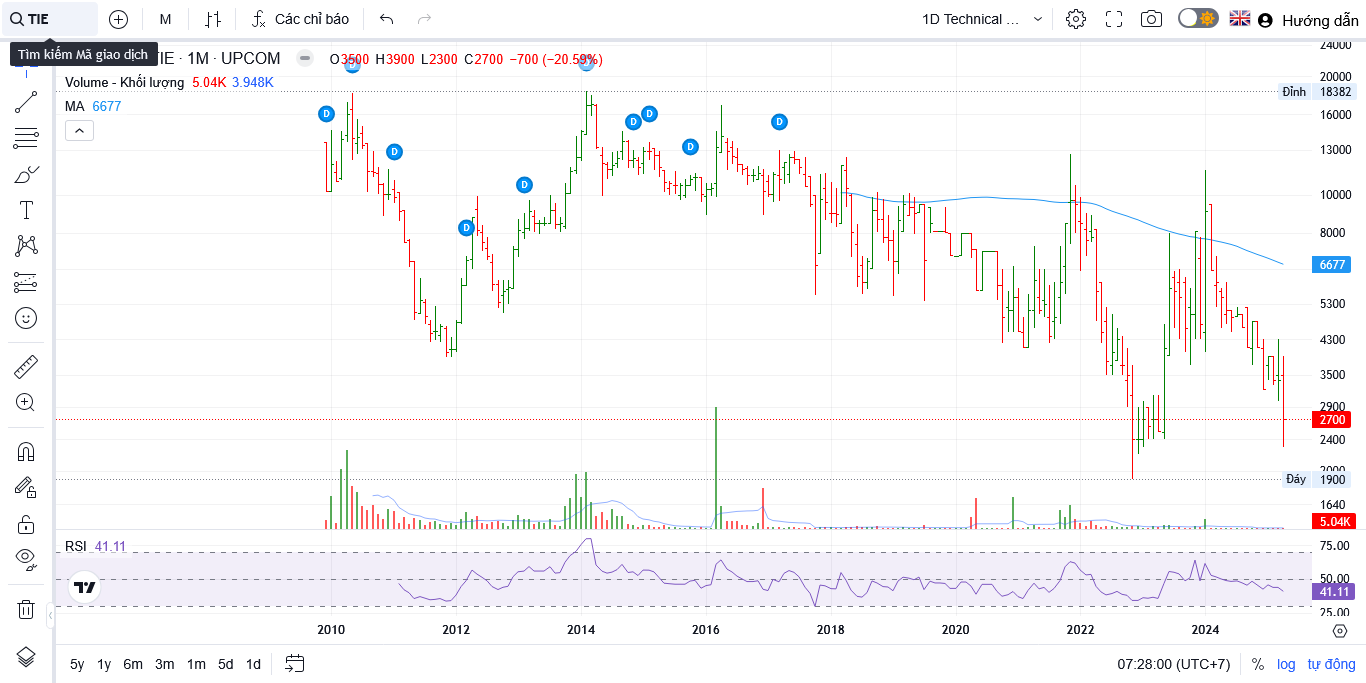 TIE
M
Các chỉ báo
1D Technical ...
Hướng dẫn
Tìm kiếm Mã giao dịch
TIE · 1M · UPCOM
O3500 H3900 L2300 C2700 −700 (−20.59%)
Volume - Khối lượng 5.04K 3.948K
MA 6677
D
D
D
D
D
D
D
D
D
D
24000
20000
Đỉnh 18382
16000
13000
10000
8000
6677
5300
4300
3500
2900
2700
2400
2000
Đáy 1900
1640
5.04K
RSI 41.11
75.00
50.00
41.11
25.00
2010 2012 2014 2016 2018 2020 2022 2024
5y 1y 6m 3m 1m 5d 1d
07:28:00 (UTC+7) % log tự động